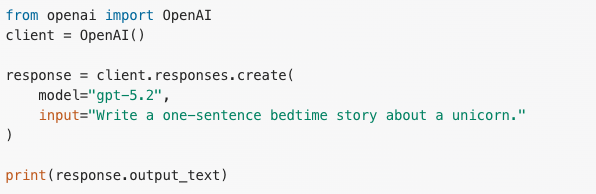 from openai import OpenAI
client = OpenAI()

response = client.responses.create(
    model="gpt-5.2",
    input="Write a one-sentence bedtime story about a unicorn."
)

print(response.output_text)